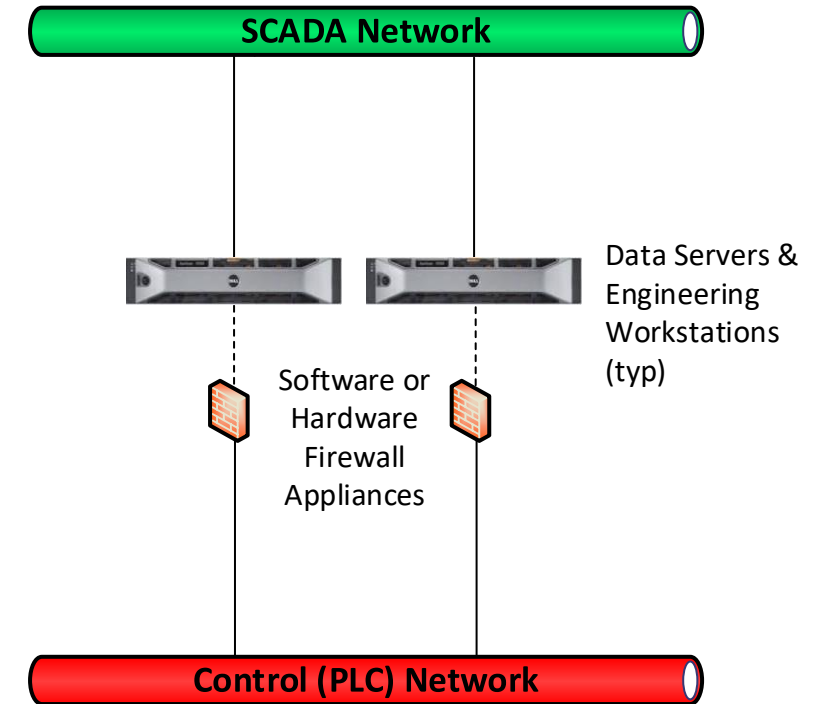 SCADA Network
Data Servers &
Engineering
Workstations
(typ)
Software or
Hardware
Firewall
Appliances
Control (PLC) Network